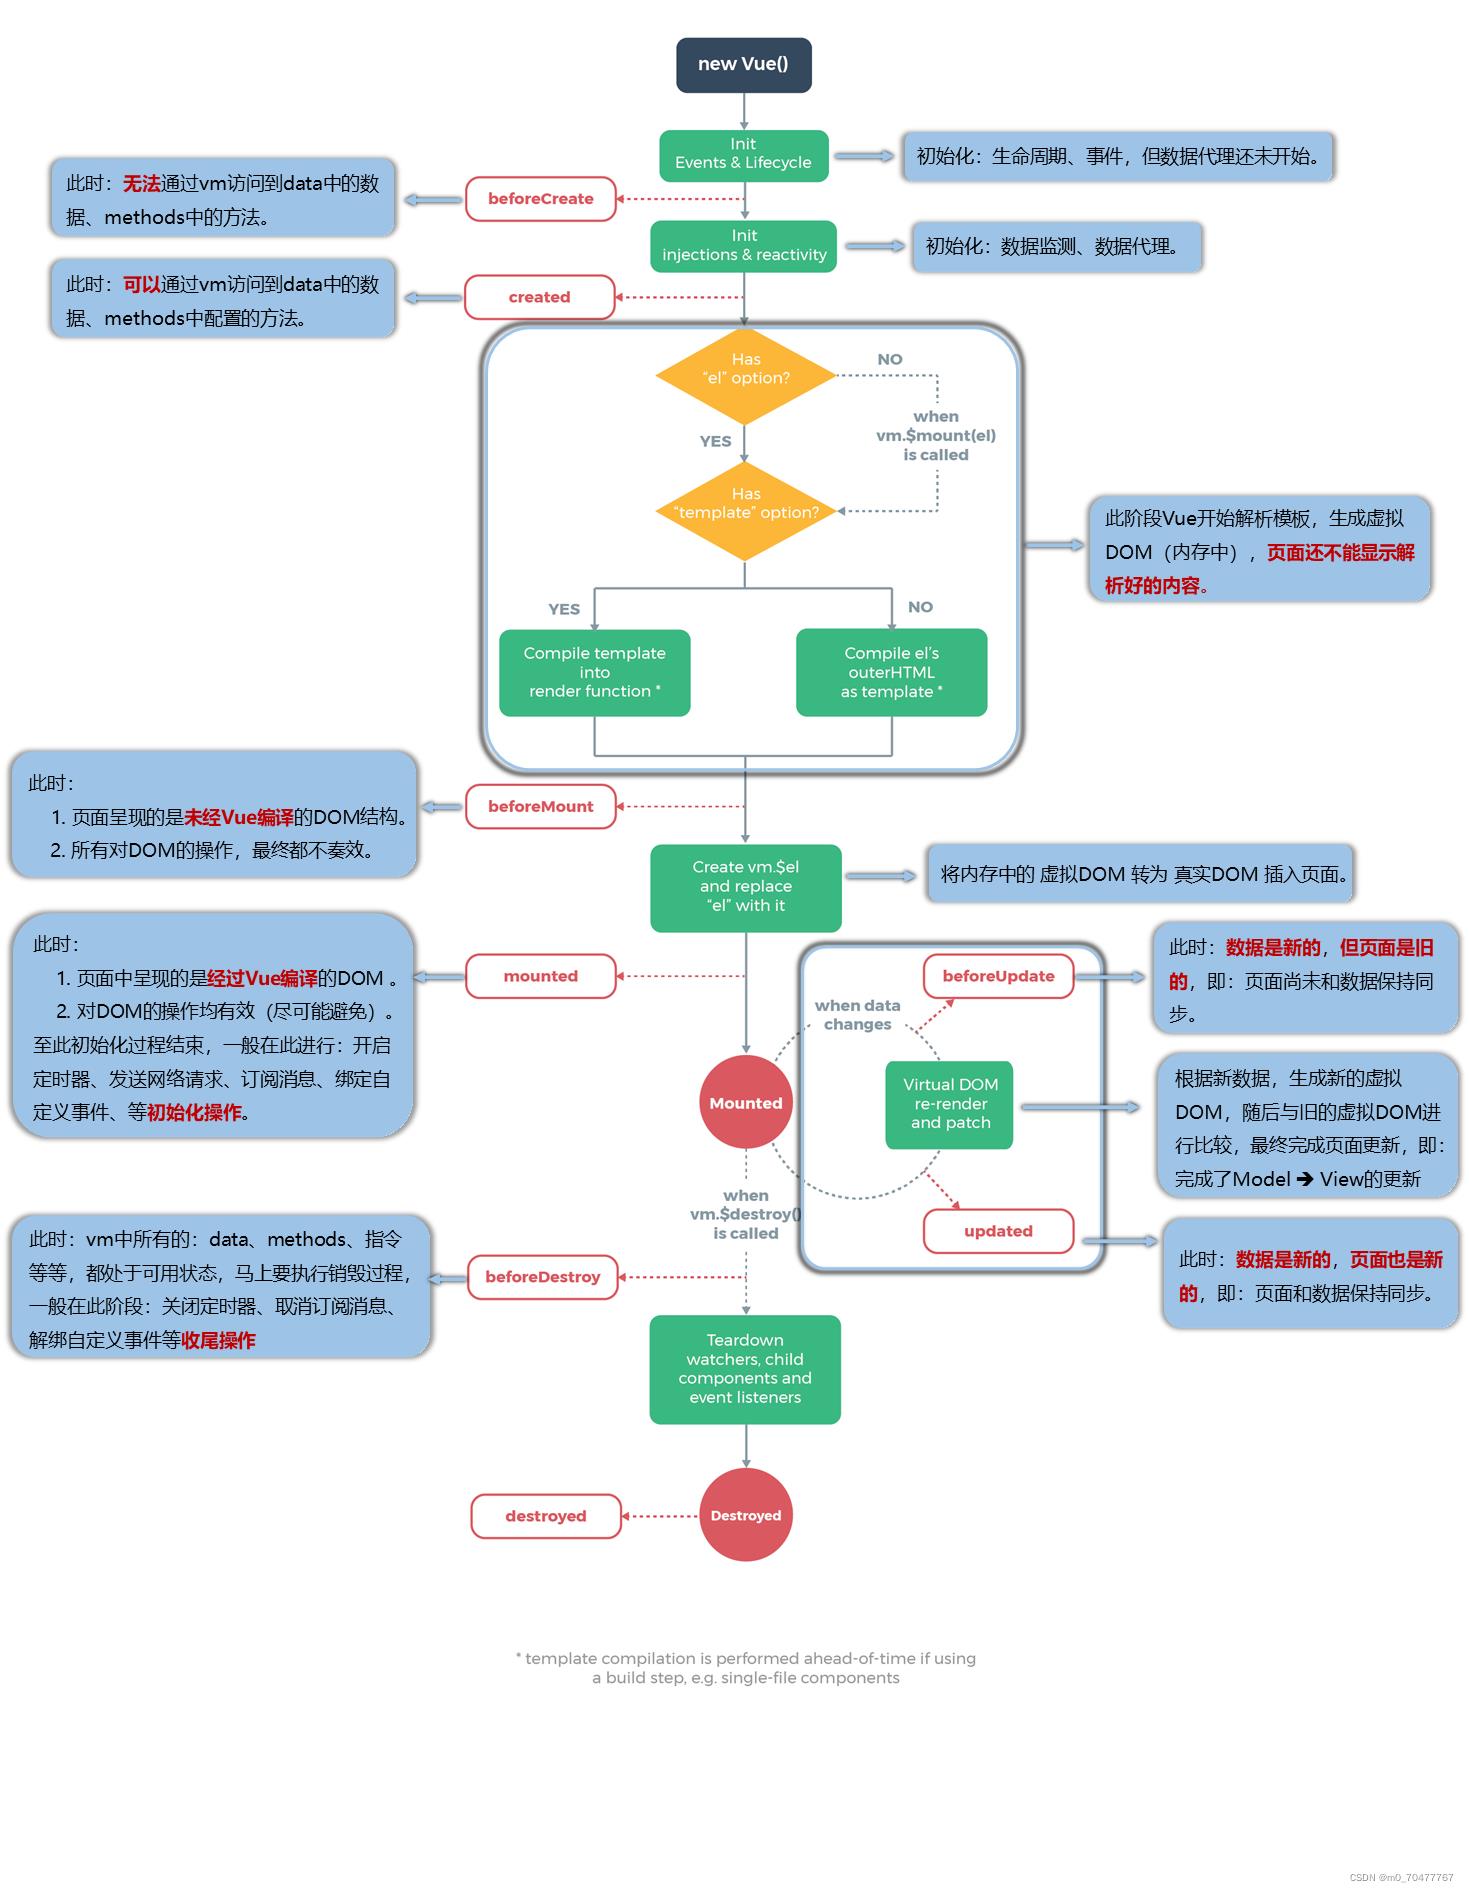 new Vue()
Init
Events & Lifecycle
初始化：生命周期、事件，但数据代理还未开始。
此时：无法通过vm访问到data中的数
据、methods中的方法。
beforeCreate
Init
injections & reactivity
初始化：数据监测、数据代理。
此时：可以通过vm访问到data中的数
据、methods中配置的方法。
created
Has
“el” option?
NO
when
vm.$mount(el)
is called
YES
Has
“template” option?
此阶段Vue开始解析模板，生成虚拟
DOM（内存中），页面还不能显示解
析好的内容。
YES
NO
Compile template
into
render function *
Compile el’s
outerHTML
as template *
此时：
1. 页面呈现的是未经Vue编译的DOM结构。
2. 所有对DOM的操作，最终都不奏效。
beforeMount
Create vm.$el
and replace
“el” with it
将内存中的 虚拟DOM 转为 真实DOM 插入页面。
此时：
1. 页面中呈现的是经过Vue编译的DOM 。
2. 对DOM的操作均有效（尽可能避免）。
至此初始化过程结束，一般在此进行：开启
定时器、发送网络请求、订阅消息、绑定自
定义事件、等初始化操作。
mounted
beforeUpdate
此时：数据是新的，但页面是旧
的，即：页面尚未和数据保持同
步。
when data
changes
Mounted
Virtual DOM
re-render
and patch
根据新数据，生成新的虚拟
DOM，随后与旧的虚拟DOM进
行比较，最终完成页面更新，即：
完成了Model ➔ View的更新
when
vm.$destroy()
is called
updated
此时：数据是新的，页面也是新
的，即：页面和数据保持同步。
此时：vm中所有的：data、methods、指令
等等，都处于可用状态，马上要执行销毁过程，
一般在此阶段：关闭定时器、取消订阅消息、
解绑自定义事件等收尾操作
beforeDestroy
Teardown
watchers, child
components and
event listeners
destroyed
Destroyed
* template compilation is performed ahead-of-time if using
a build step, e.g. single-file components
CSDN @m0_70477767